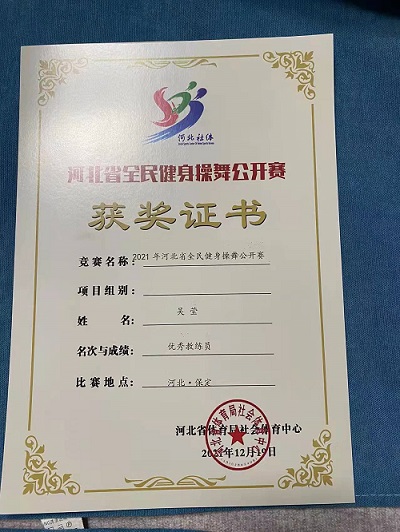 河北社体
河北省全民健身操舞公开赛
获奖证书
竞赛名称：2021年河北省全民健身操舞公开赛
项目组别：
姓 名：吴莹
名次与成绩：优秀教练员
比赛地点：河北·保定
河北省体育局社会体育中心
2021年12月19日